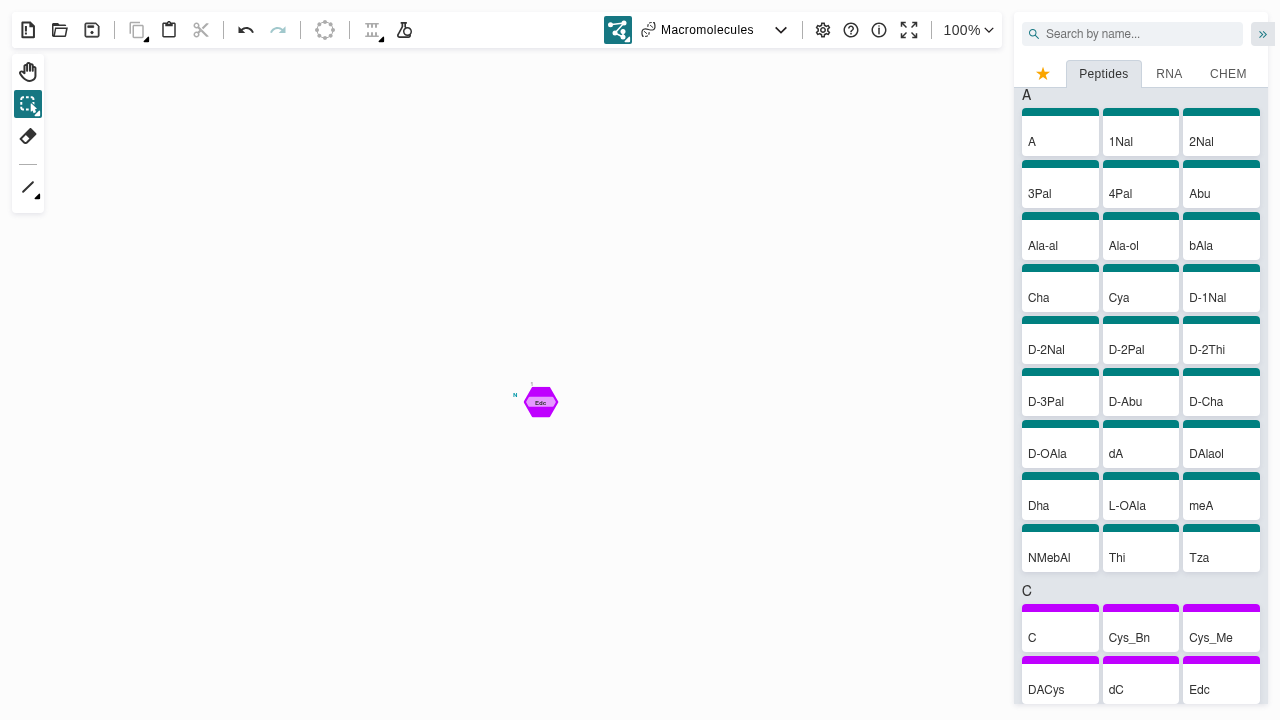 Macromolecules
100%
Search by name...
Peptides
RNA
CHEM
A
A
1Nal
2Nal
3Pal
4Pal
Abu
Ala-al
Ala-ol
bAla
Cha
Cya
D-1Nal
D-2Nal
D-2Pal
D-2Thi
D-3Pal
D-Abu
D-Cha
D-OAla
dA
DAlaol
Dha
L-OAla
meA
NMebAl
Thi
Tza
C
C
Cys_Bn
Cys_Me
DACys
dC
Edc
1
N
Edc